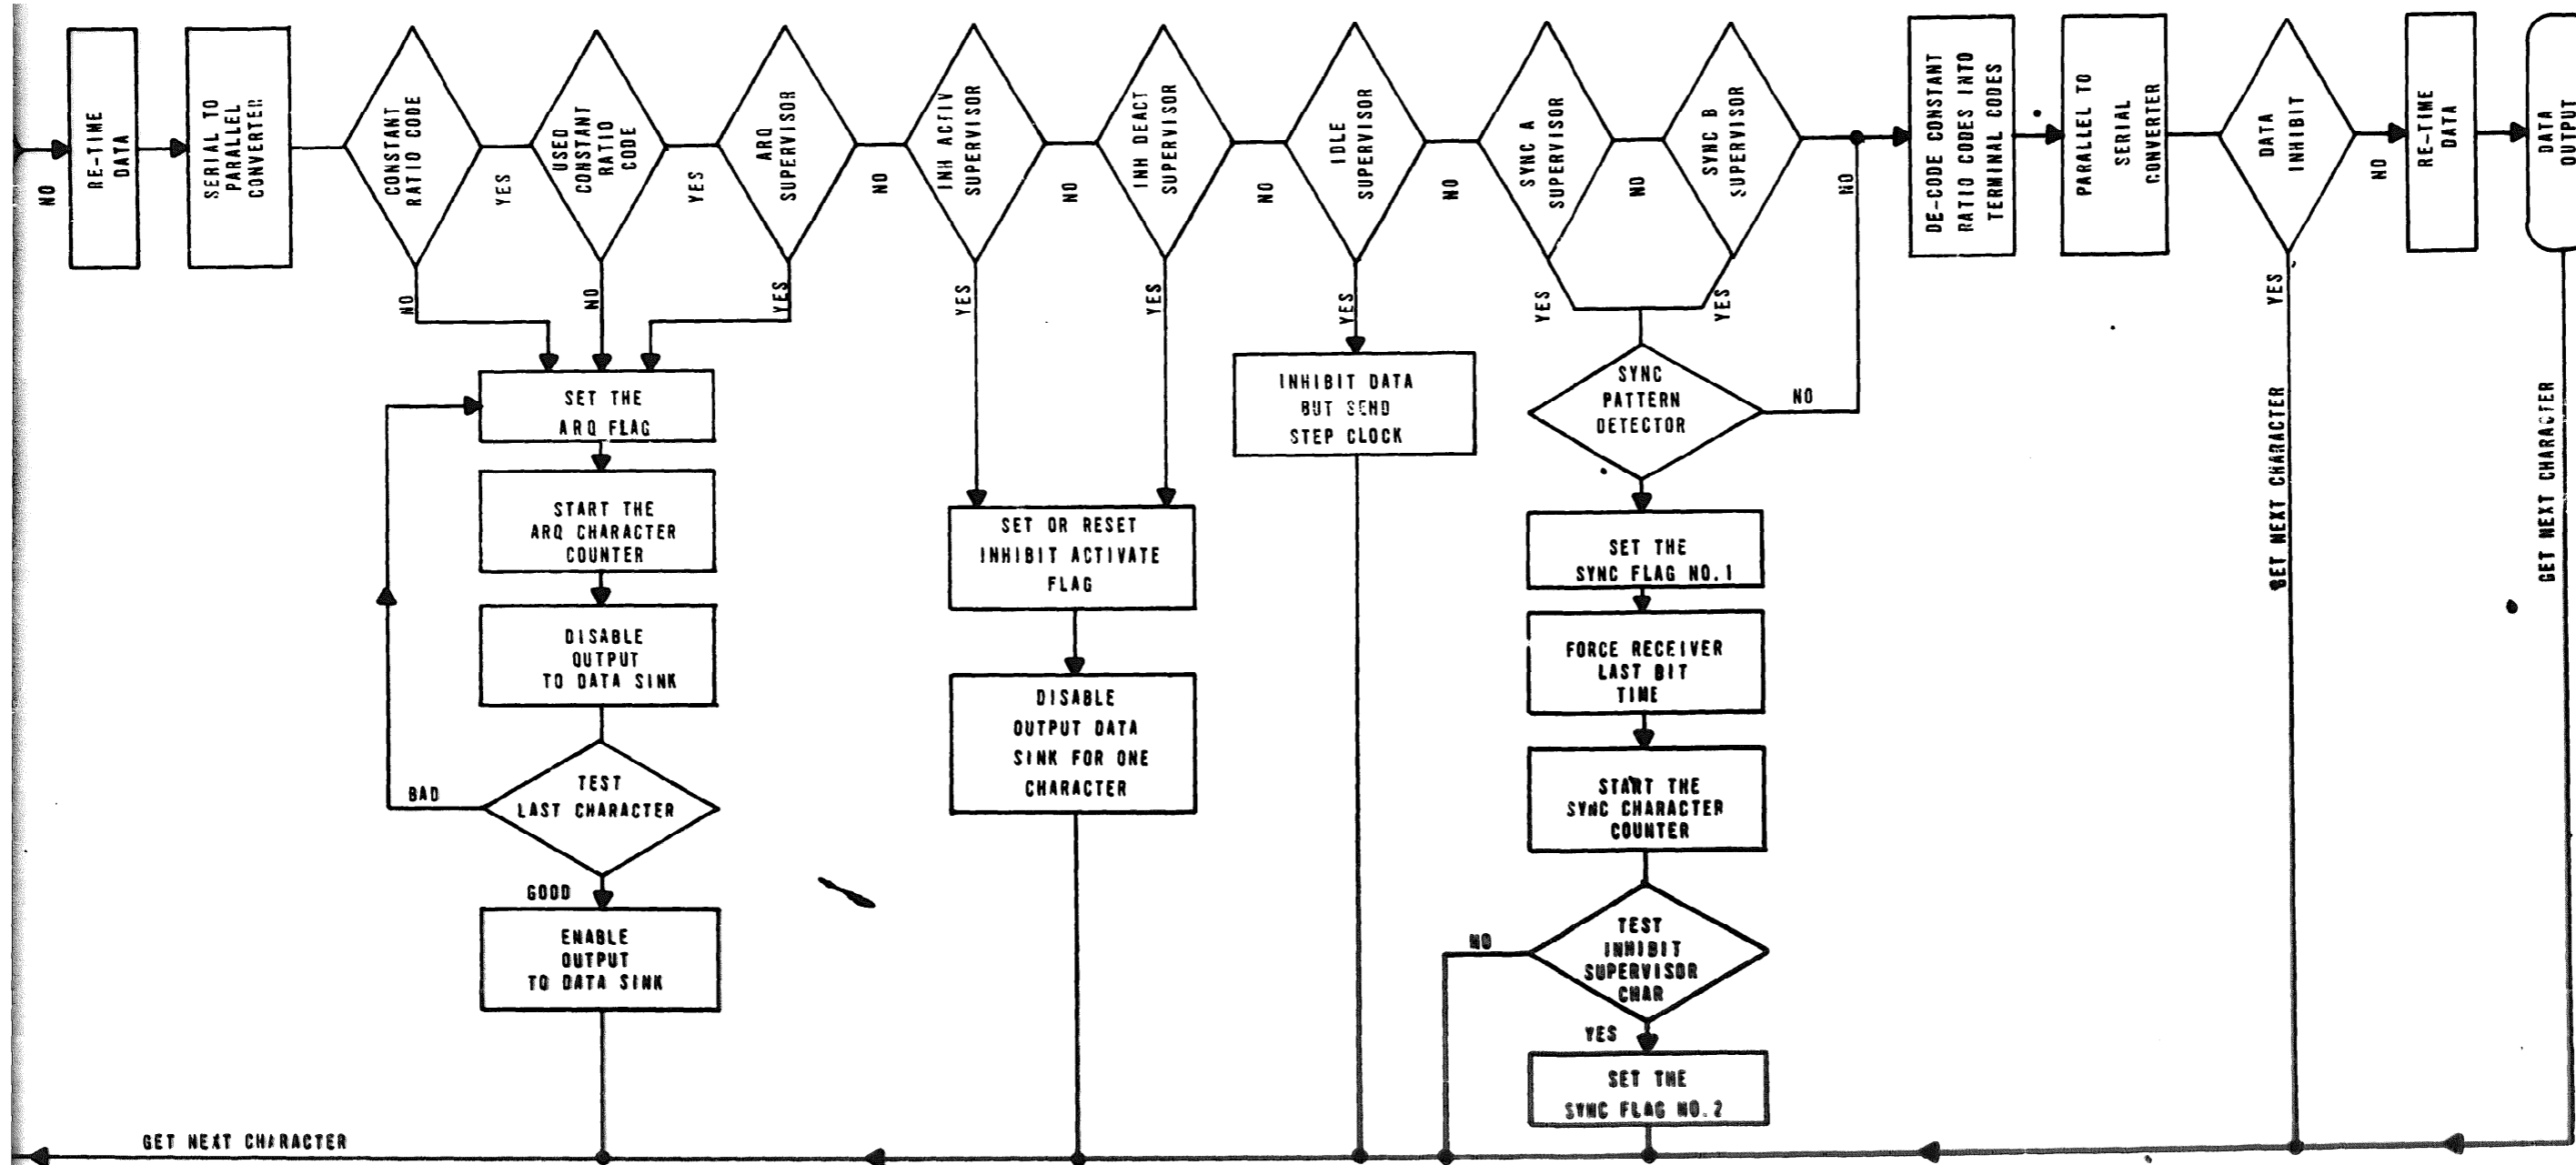 NO
RE-TIME
DATA
SERIAL TO
PARALLEL
CONVERTER
CONSTANT
RATIO CODE
NO
YES
USED
CONSTANT
RATIO
CODE
NO
YES
ARQ
SUPERVISOR
YES
NO
INH ACTIV
SUPERVISOR
YES
NO
INH DEACT
SUPERVISOR
YES
NO
IDLE
SUPERVISOR
YES
NO
SYNC A
SUPERVISOR
YES
NO
SYNC B
SUPERVISOR
YES
NO
DE-CODE CONSTANT
RATIO CODES INTO
TERMINAL CODES
PARALLEL TO
SERIAL
CONVERTER
DATA
INHIBIT
YES
NO
RE-TIME
DATA
DATA
OUTPUT
SET THE
ARQ FLAG
START THE
ARQ CHARACTER
COUNTER
DISABLE
OUTPUT
TO DATA SINK
TEST
LAST CHARACTER
BAD
GOOD
ENABLE
OUTPUT
TO DATA SINK
SET OR RESET
INHIBIT ACTIVATE
FLAG
DISABLE
OUTPUT DATA
SINK FOR ONE
CHARACTER
INHIBIT DATA
BUT SEND
STEP CLOCK
SYNC
PATTERN
DETECTOR
NO
SET THE
SYNC FLAG NO.1
FORCE RECEIVER
LAST BIT
TIME
START THE
SYNC CHARACTER
COUNTER
TEST
INHIBIT
SUPERVISOR
CHAR
NO
YES
SET THE
SYNC FLAG NO.2
GET NEXT CHARACTER
GET NEXT CHARACTER
GET NEXT CHARACTER